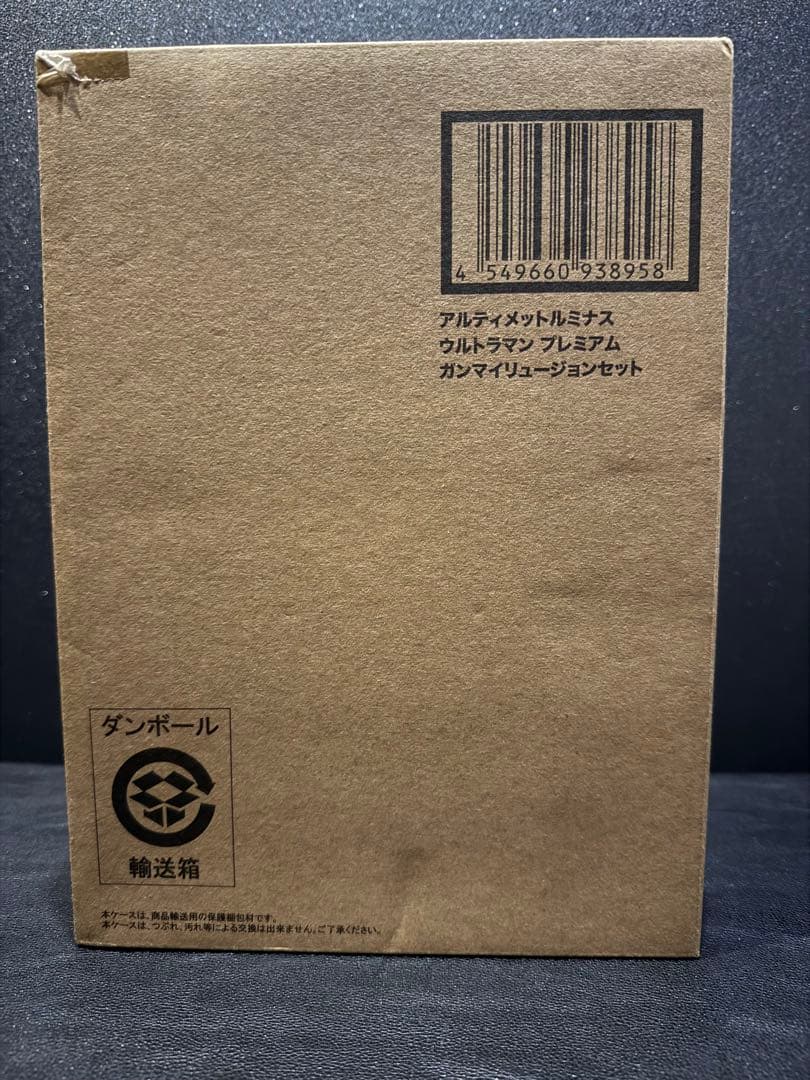 4 549660 938958
アルティメットルミナス
ウルトラマン プレミアム
ガンマイリュージョンセット
ダンボール
輸送箱
本ケースは、商品輸送用の保護梱包材です。
本ケースは、つぶれ、汚れ等による交換は出来ません。ご了承ください。